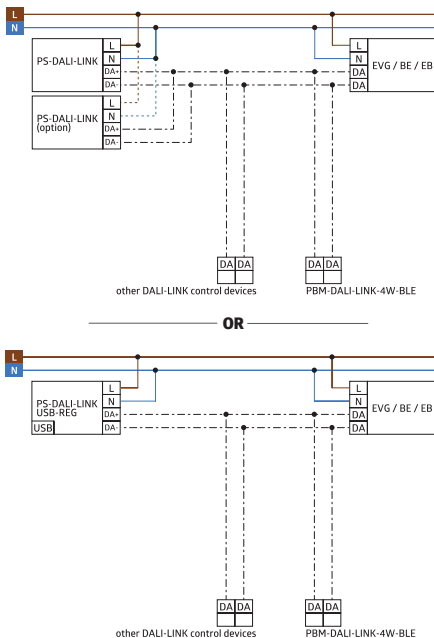 L
N
PS-DALI-LINK
L
N
DA+
DA-
L
N
DA
DA
EVG / BE / EB
PS-DALI-LINK
(option)
L
N
DA+
DA-
DA DA
DA DA
other DALI-LINK control devices
PBM-DALI-LINK-4W-BLE
OR
L
N
PS-DALI-LINK
USB-REG
USB
L
N
DA+
DA-
L
N
DA
DA
EVG / BE / EB
DA DA
DA DA
other DALI-LINK control devices
PBM-DALI-LINK-4W-BLE